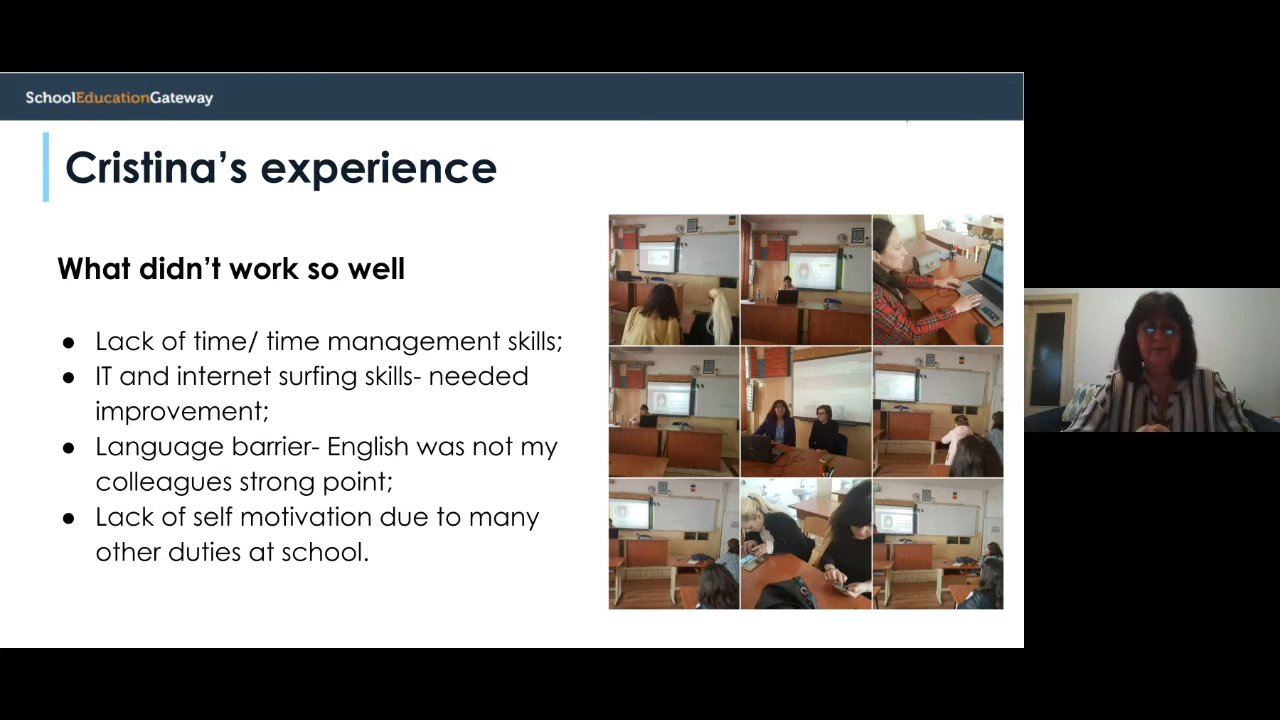 SchoolEducationGateway
Cristina’s experience
What didn’t work so well
● Lack of time/ time management skills;
● IT and internet surfing skills- needed
improvement;
● Language barrier- English was not my
colleagues strong point;
● Lack of self motivation due to many
other duties at school.